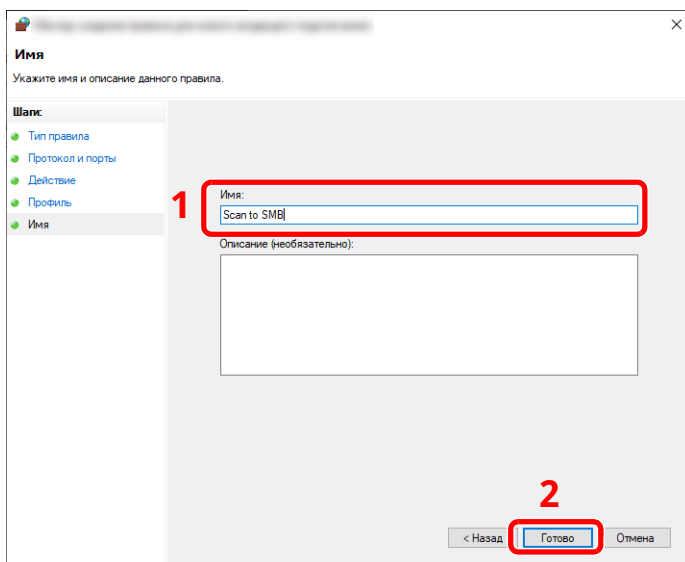 Имя
Укажите имя и описание данного правила.
Шаги:
Тип правила
Протокол и порты
Действие
Профиль
Имя
1
Имя:
Scan to SMB
Описание (необязательно):
2
< Назад
Готово
Отмена